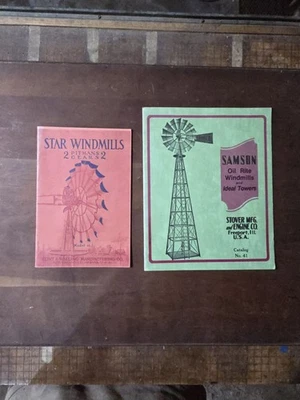 STAR WINDMILLS
2 PITMANS 2
GEARS
SAMSON
Oil Rite
Windmills
and
Ideal Towers
STOVER MFG.
and ENGINE CO.
Freeport, Ill.
U.S.A.
Catalog
No. 41